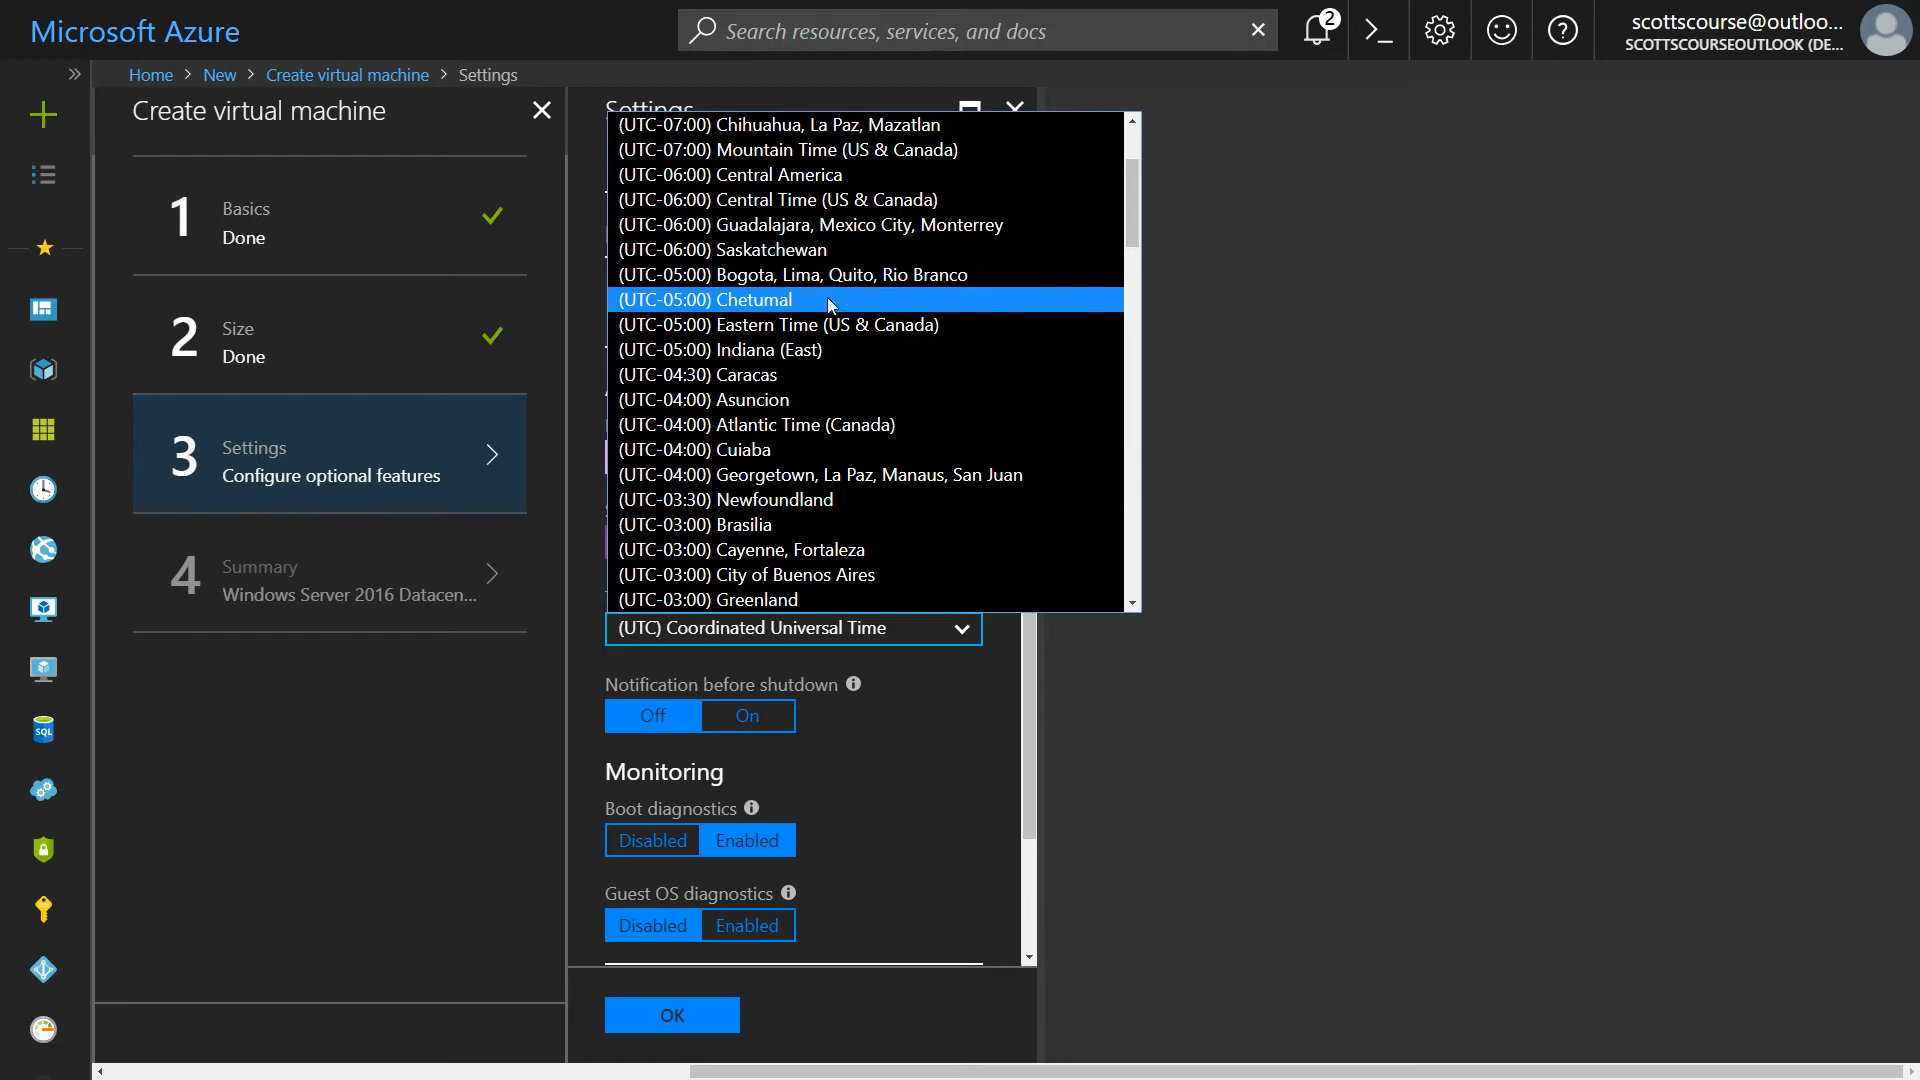 Microsoft Azure
Search resources, services, and docs
2
scottscourse@outloo...
SCOTTSCOURSEOUTLOOK (DE...
Home > New > Create virtual machine > Settings
Create virtual machine
1
Basics
Done
2
Size
Done
3
Settings
Configure optional features
4
Summary
Windows Server 2016 Datacen...
SQL
Settings
(UTC-07:00) Chihuahua, La Paz, Mazatlan
(UTC-07:00) Mountain Time (US & Canada)
(UTC-06:00) Central America
(UTC-06:00) Central Time (US & Canada)
(UTC-06:00) Guadalajara, Mexico City, Monterrey
(UTC-06:00) Saskatchewan
(UTC-05:00) Bogota, Lima, Quito, Rio Branco
(UTC-05:00) Chetumal
(UTC-05:00) Eastern Time (US & Canada)
(UTC-05:00) Indiana (East)
(UTC-04:30) Caracas
(UTC-04:00) Asuncion
(UTC-04:00) Atlantic Time (Canada)
(UTC-04:00) Cuiaba
(UTC-04:00) Georgetown, La Paz, Manaus, San Juan
(UTC-03:30) Newfoundland
(UTC-03:00) Brasilia
(UTC-03:00) Cayenne, Fortaleza
(UTC-03:00) City of Buenos Aires
(UTC-03:00) Greenland
(UTC) Coordinated Universal Time
Notification before shutdown
Off On
Monitoring
Boot diagnostics
Disabled Enabled
Guest OS diagnostics
Disabled Enabled
OK